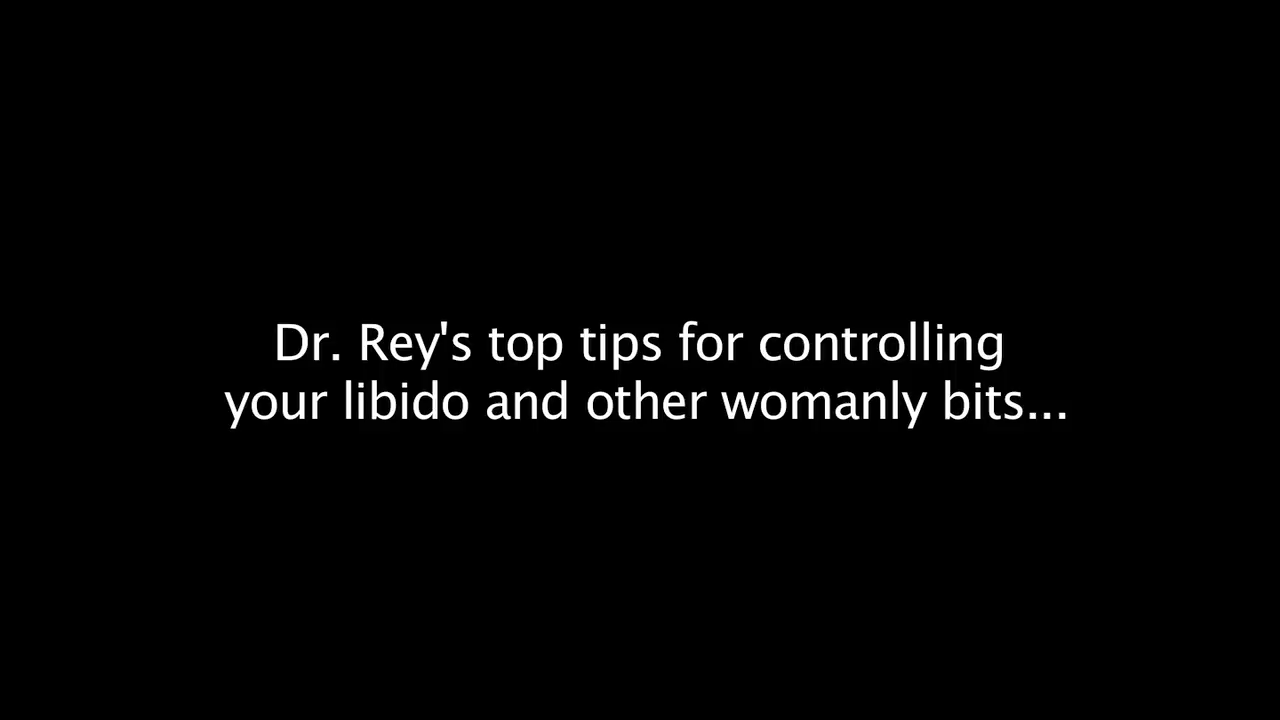 Dr. Rey's top tips for controlling
your libido and other womanly bits...